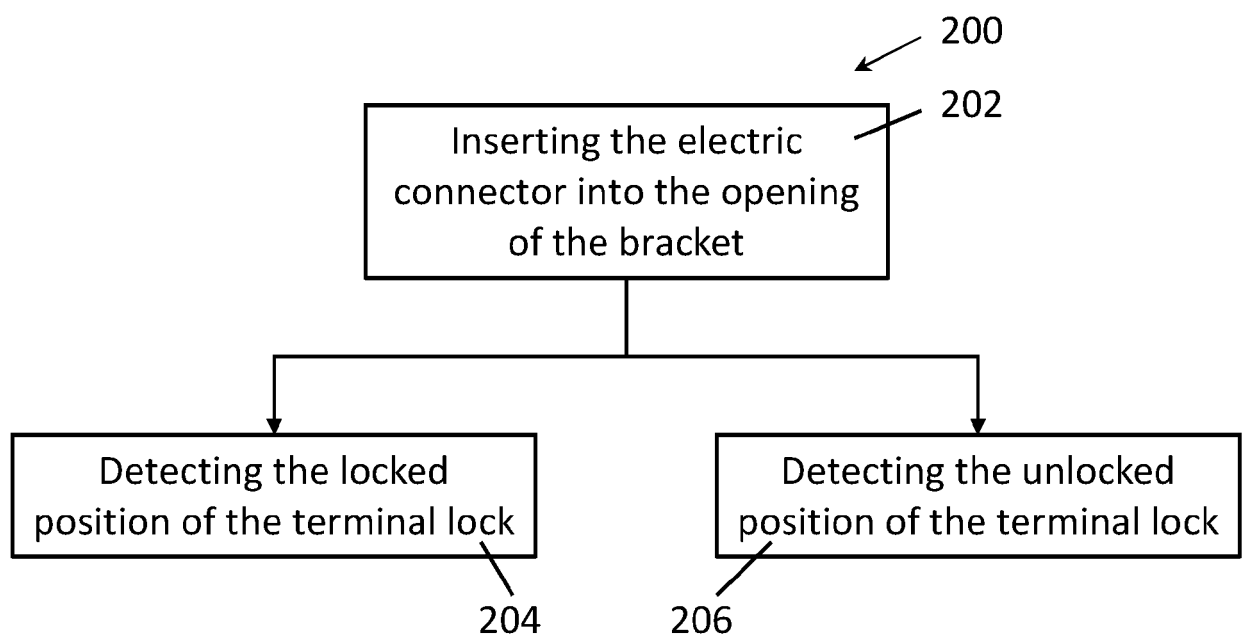 200
202
Inserting the electric
connector into the opening
of the bracket
Detecting the locked
position of the terminal lock
Detecting the unlocked
position of the terminal lock
204
206